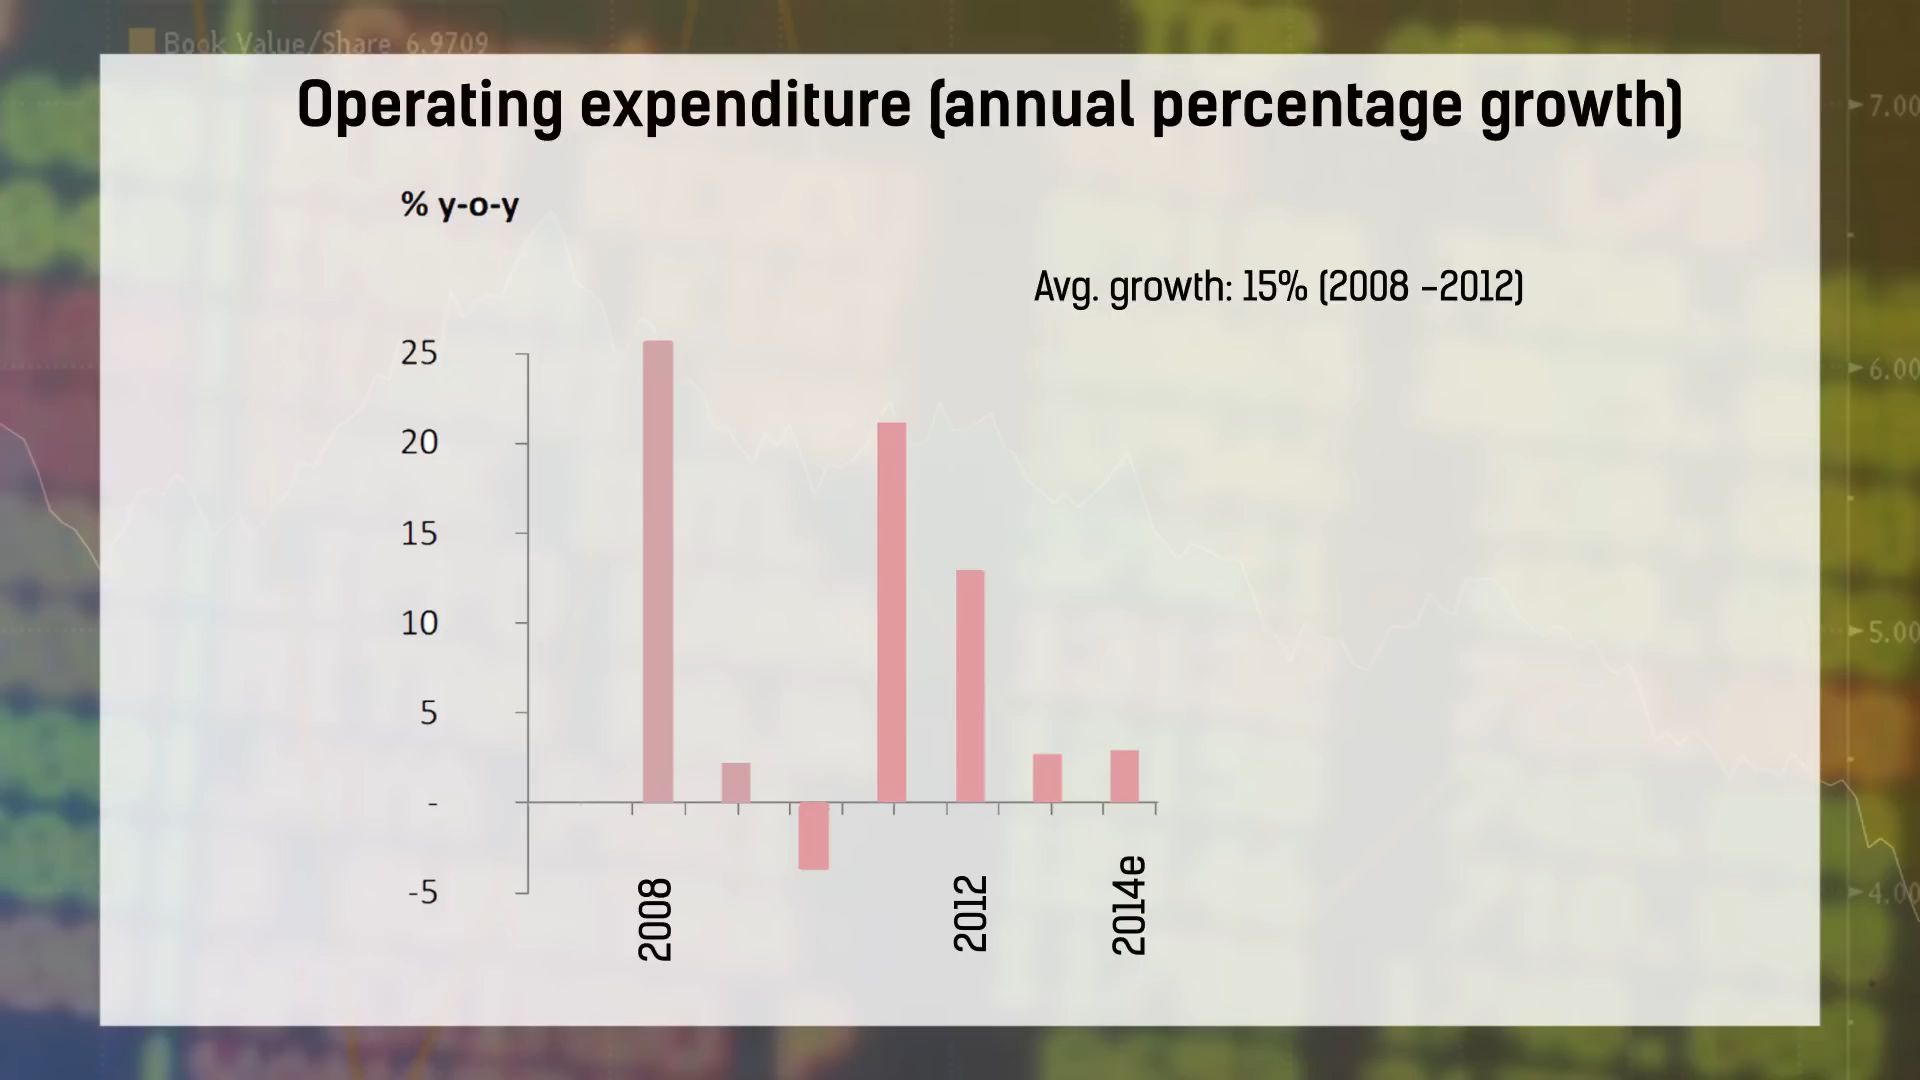 Book Value/Share 6.9709
Operating expenditure (annual percentage growth)
% y-o-y
Avg. growth: 15% (2008 –2012)
25
20
15
10
5
-
-5
2008
2012
2014e
7.00
6.00
5.00
4.00